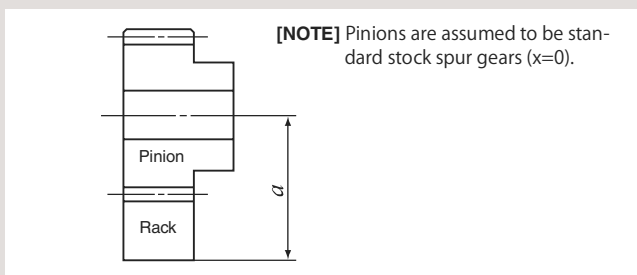 [NOTE] Pinions are assumed to be stan-
dard stock spur gears (x=0).
Pinion
a
Rack